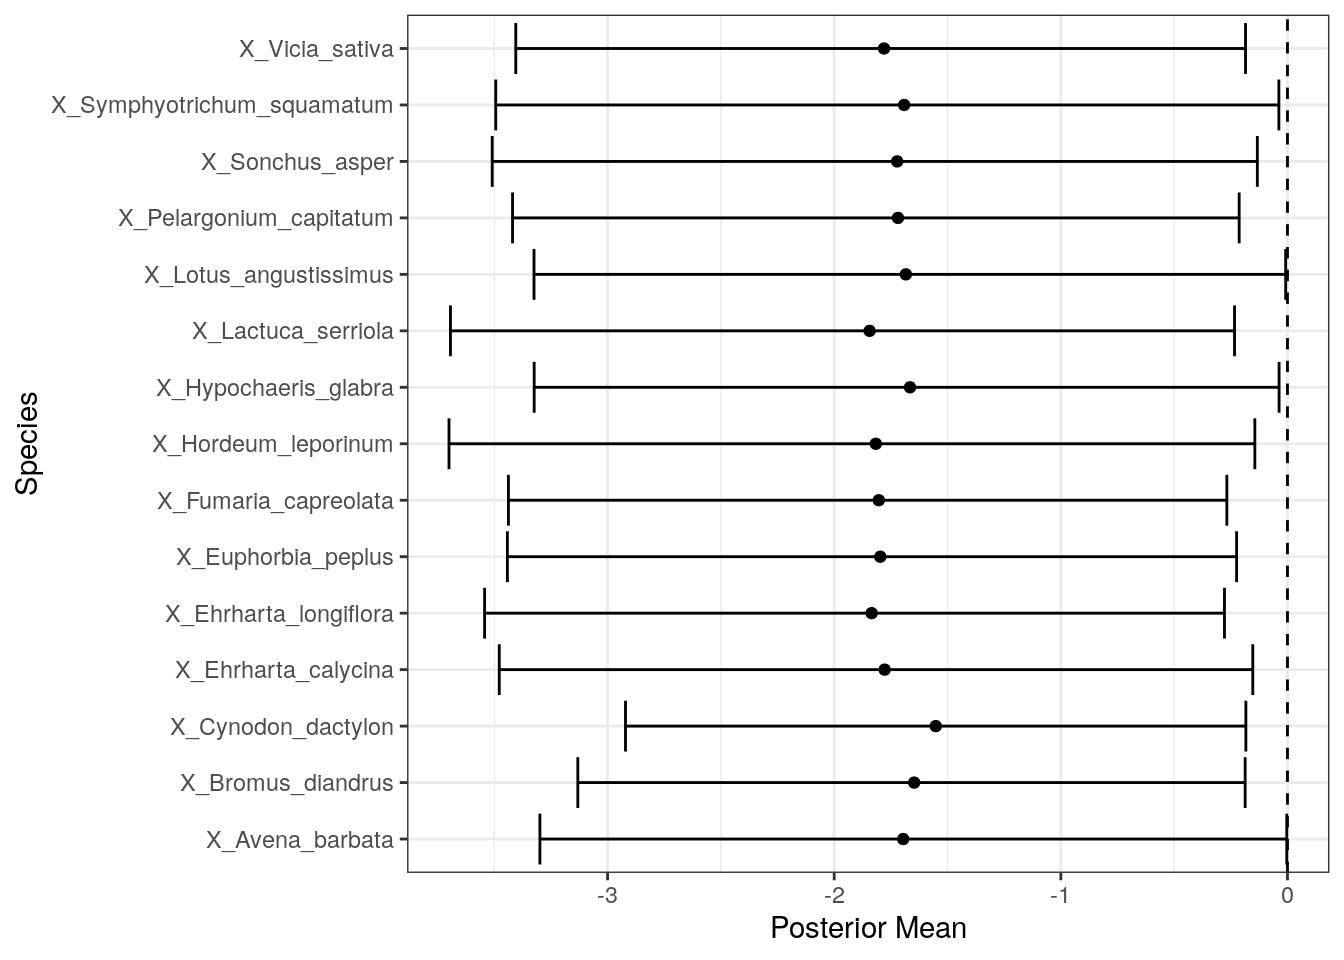 X_Vicia_sativa
X_Symphyotrichum_squamatum
X_Sonchus_asper
X_Pelargonium_capitatum
X_Lotus_angustissimus
X_Lactuca_serriola
X_Hypochaeris_glabra
X_Hordeum_leporinum
X_Fumaria_capreolata
X_Euphorbia_peplus
X_Ehrharta_longiflora
X_Ehrharta_calycina
X_Cynodon_dactylon
X_Bromus_diandrus
X_Avena_barbata
Species
-3 -2 -1 0
Posterior Mean